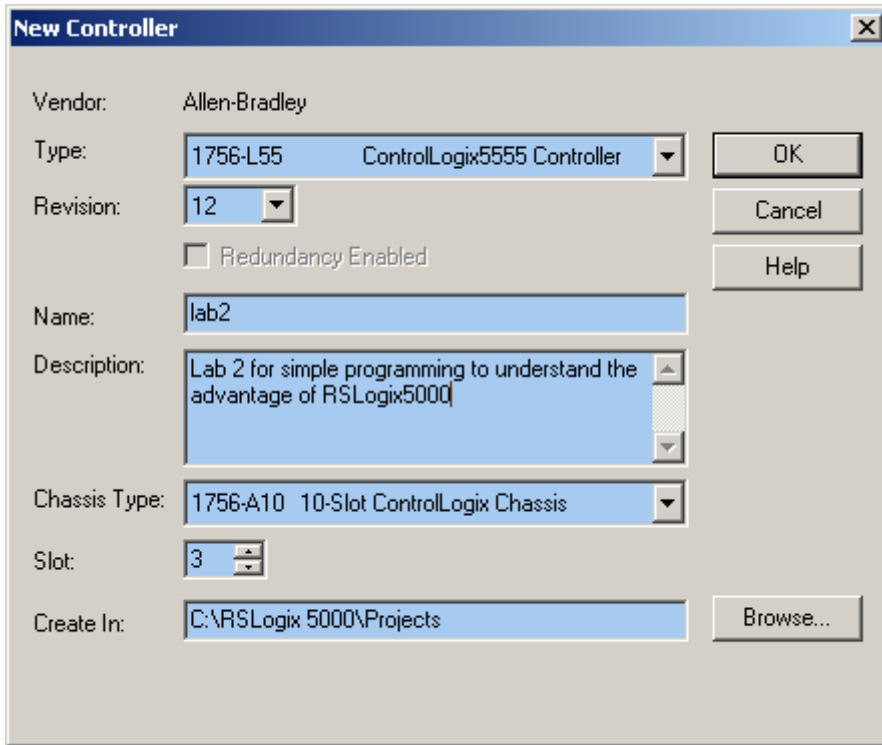 New Controller
Vendor: Allen-Bradley
Type: 1756-L55 ControlLogix5555 Controller
OK
Revision: 12
Cancel
Redundancy Enabled
Help
Name: lab2
Description: Lab 2 for simple programming to understand the
advantage of RSLogix5000
Chassis Type: 1756-A10 10-Slot ControlLogix Chassis
Slot: 3
Create In: C:\RSLogix 5000\Projects
Browse...